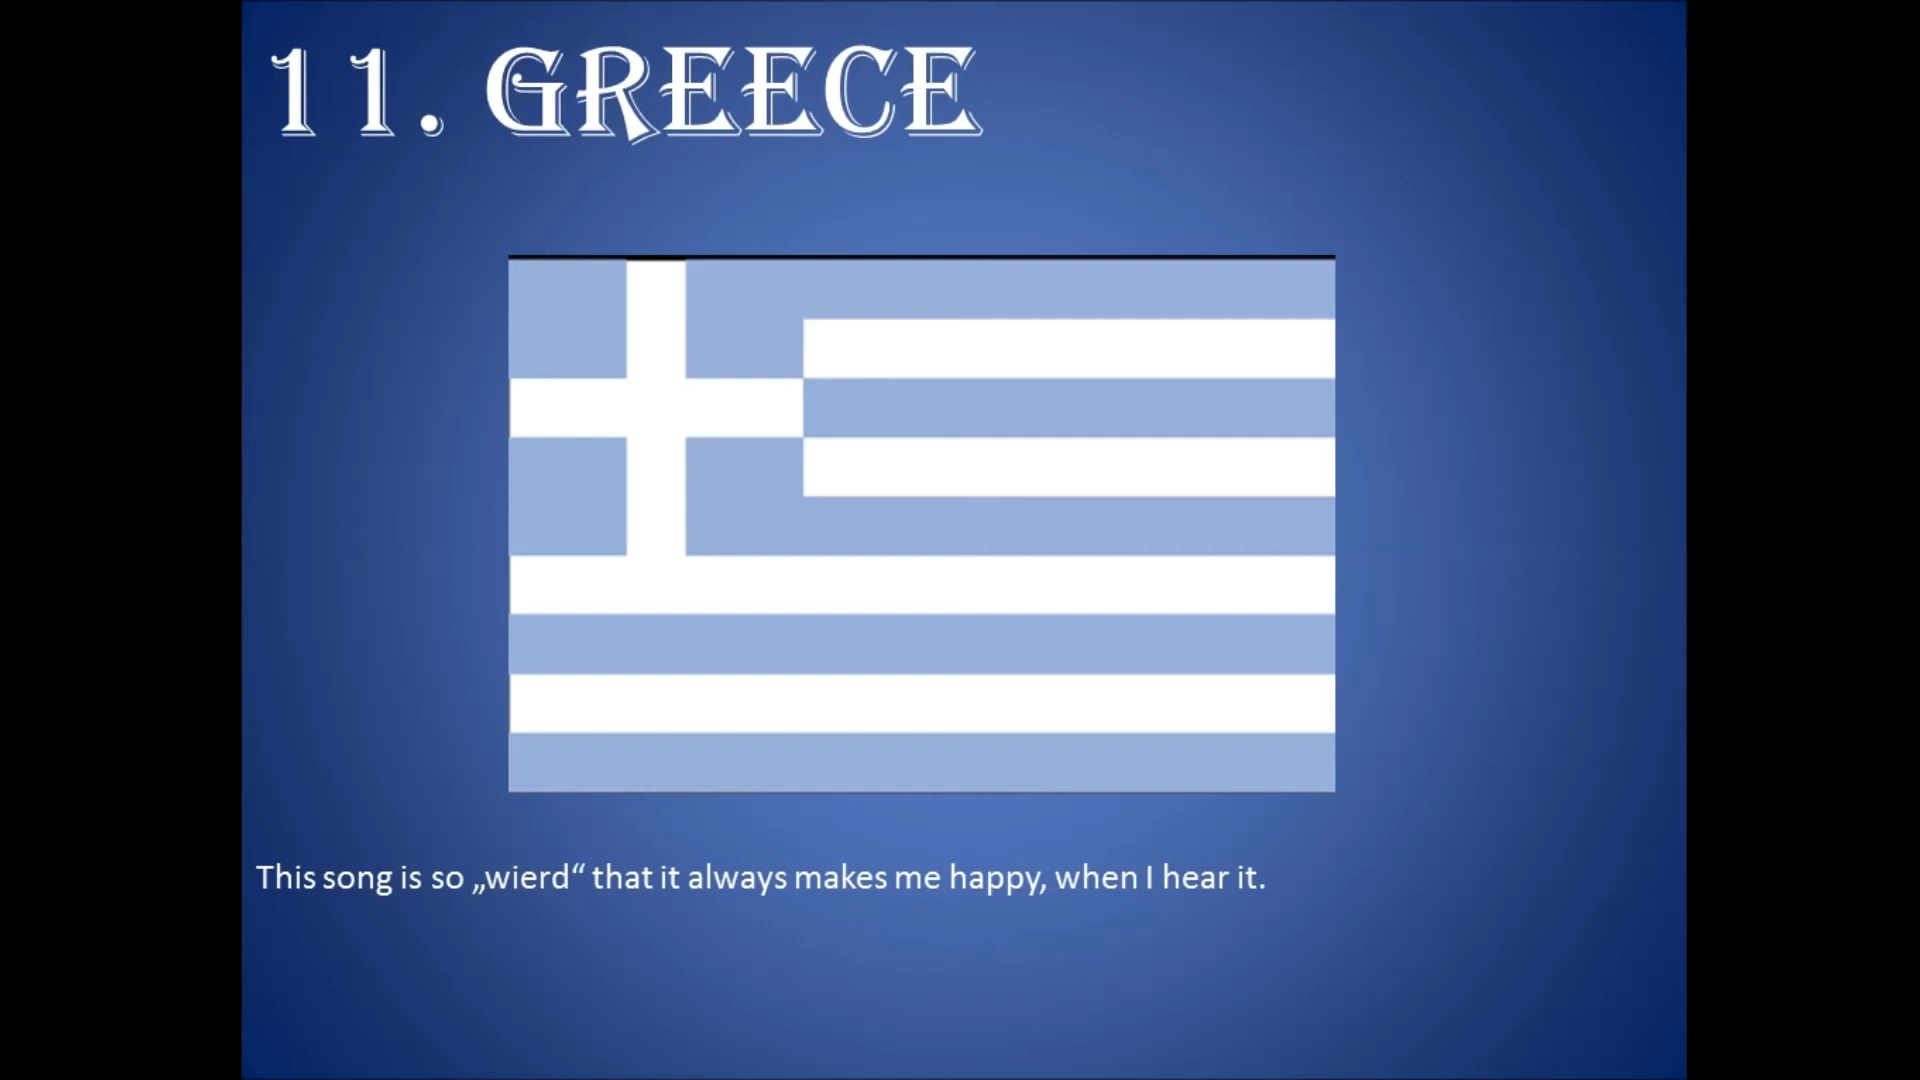 11. GREECE
This song is so „wierd“ that it always makes me happy, when I hear it.